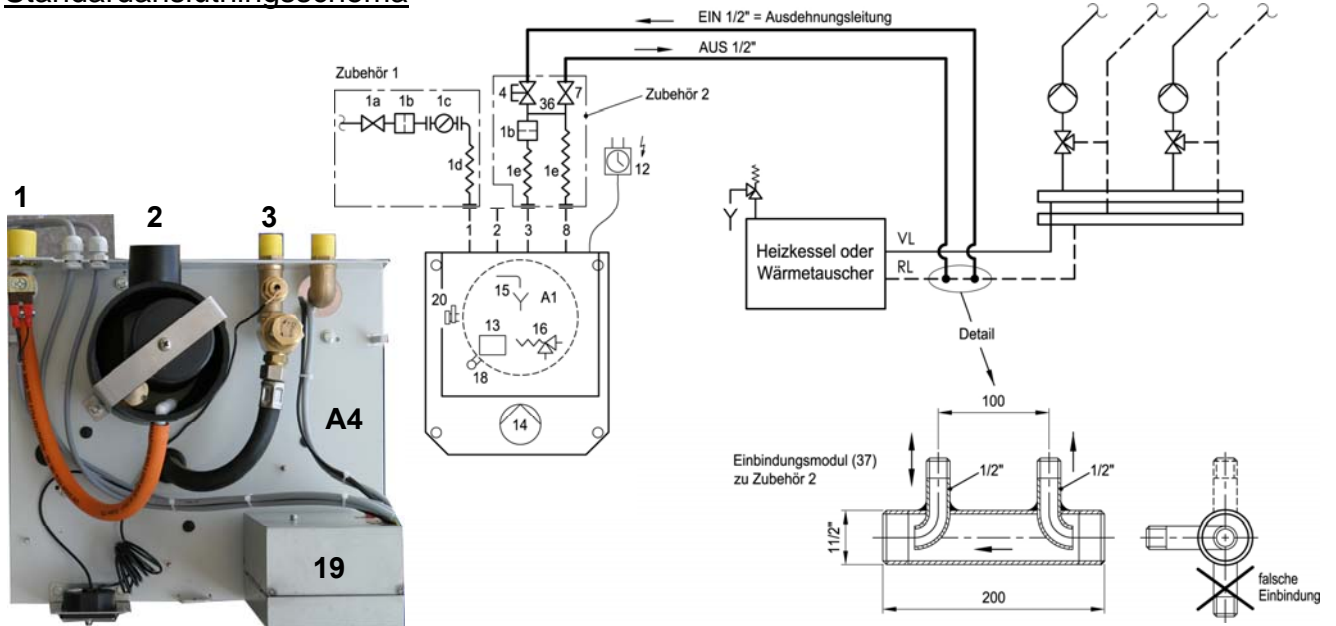 Standardanslutningsschema
EIN 1/2" = Ausdehnungsleitung
AUS 1/2"
Zubehör 1
1a
1b
1c
1d
4
36
7
Zubehör 2
1b
1e
1e
12
1
2
3
8
15
A1
20
13
16
18
14
Heizkessel oder
Wärmetauscher
VL
RL
Detail
1
2
3
A4
19
Einbindungsmodul (37)
zu Zubehör 2
100
1/2"
1/2"
11/2"
200
falsche
Einbindung